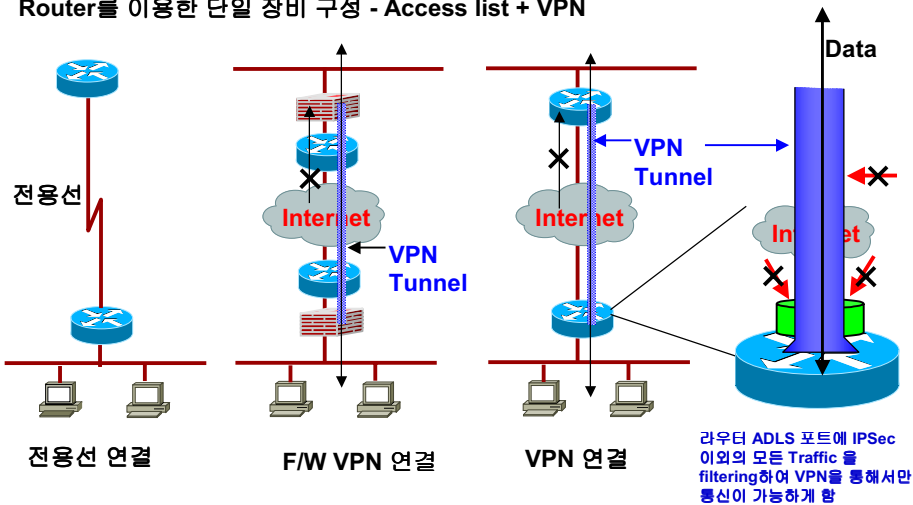 Router를 이용한 단일 장비 구성 - Access list + VPN
Data
전용선
Internet
VPN
Tunnel
Internet
VPN
Tunnel
전용선 연결
F/W VPN 연결
VPN 연결
라우터 ADLS 포트에 IPSec
이외의 모든 Traffic 을
filtering하여 VPN을 통해서만
통신이 가능하게 함